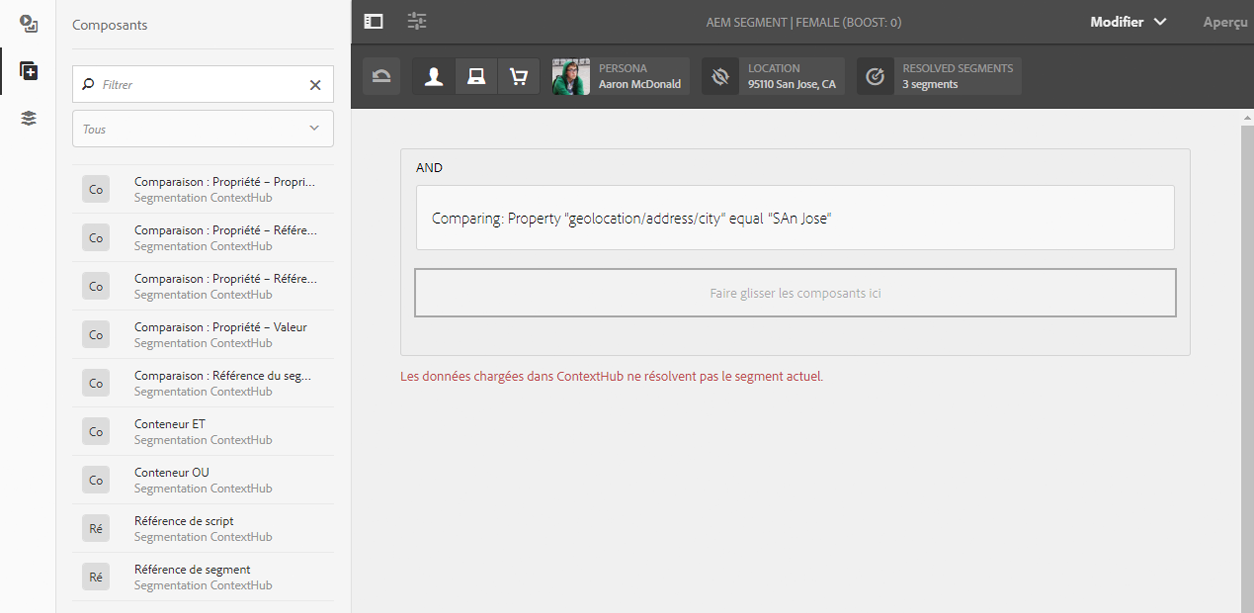 Composants
Filtrer
Tous
Co
Comparaison : Propriété – Propri...
Segmentation ContextHub
Co
Comparaison : Propriété – Référe...
Segmentation ContextHub
Co
Comparaison : Propriété – Référe...
Segmentation ContextHub
Co
Comparaison : Propriété – Valeur
Segmentation ContextHub
Co
Comparaison : Référence du seg...
Segmentation ContextHub
Co
Conteneur ET
Segmentation ContextHub
Co
Conteneur OU
Segmentation ContextHub
Ré
Référence de script
Segmentation ContextHub
Ré
Référence de segment
Segmentation ContextHub
AEM SEGMENT | FEMALE (BOOST: 0)
Modifier
Aperçu
PERSONA
Aaron McDonald
LOCATION
95110 San Jose, CA
RESOLVED SEGMENTS
3 segments
AND
Comparing: Property "geolocation/address/city" equal "SAn Jose"
Faire glisser les composants ici
Les données chargées dans ContextHub ne résolvent pas le segment actuel.